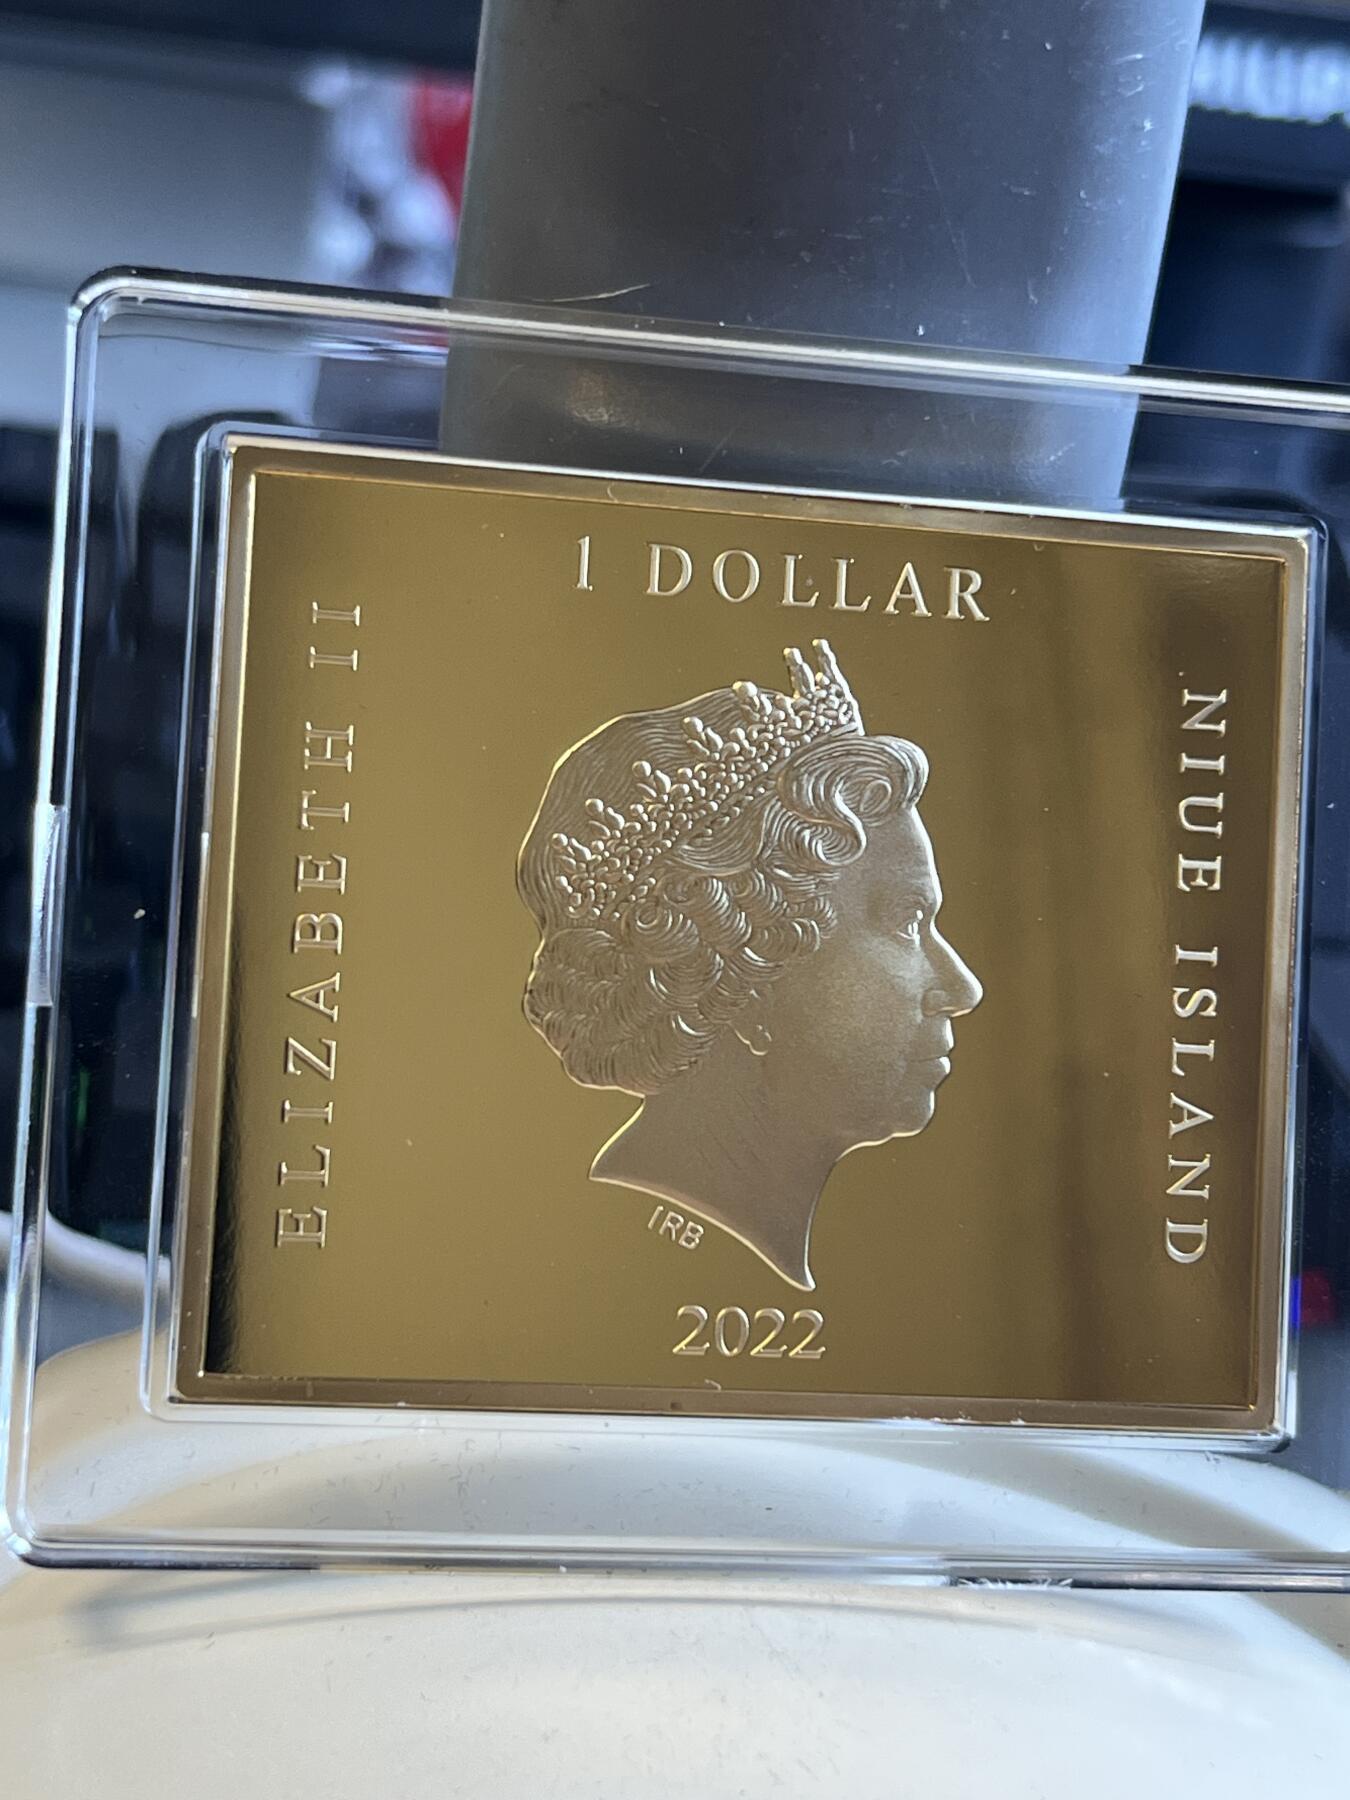 1 DOLLAR
ELIZABETH II
NIUE ISLAND
IRB
2022